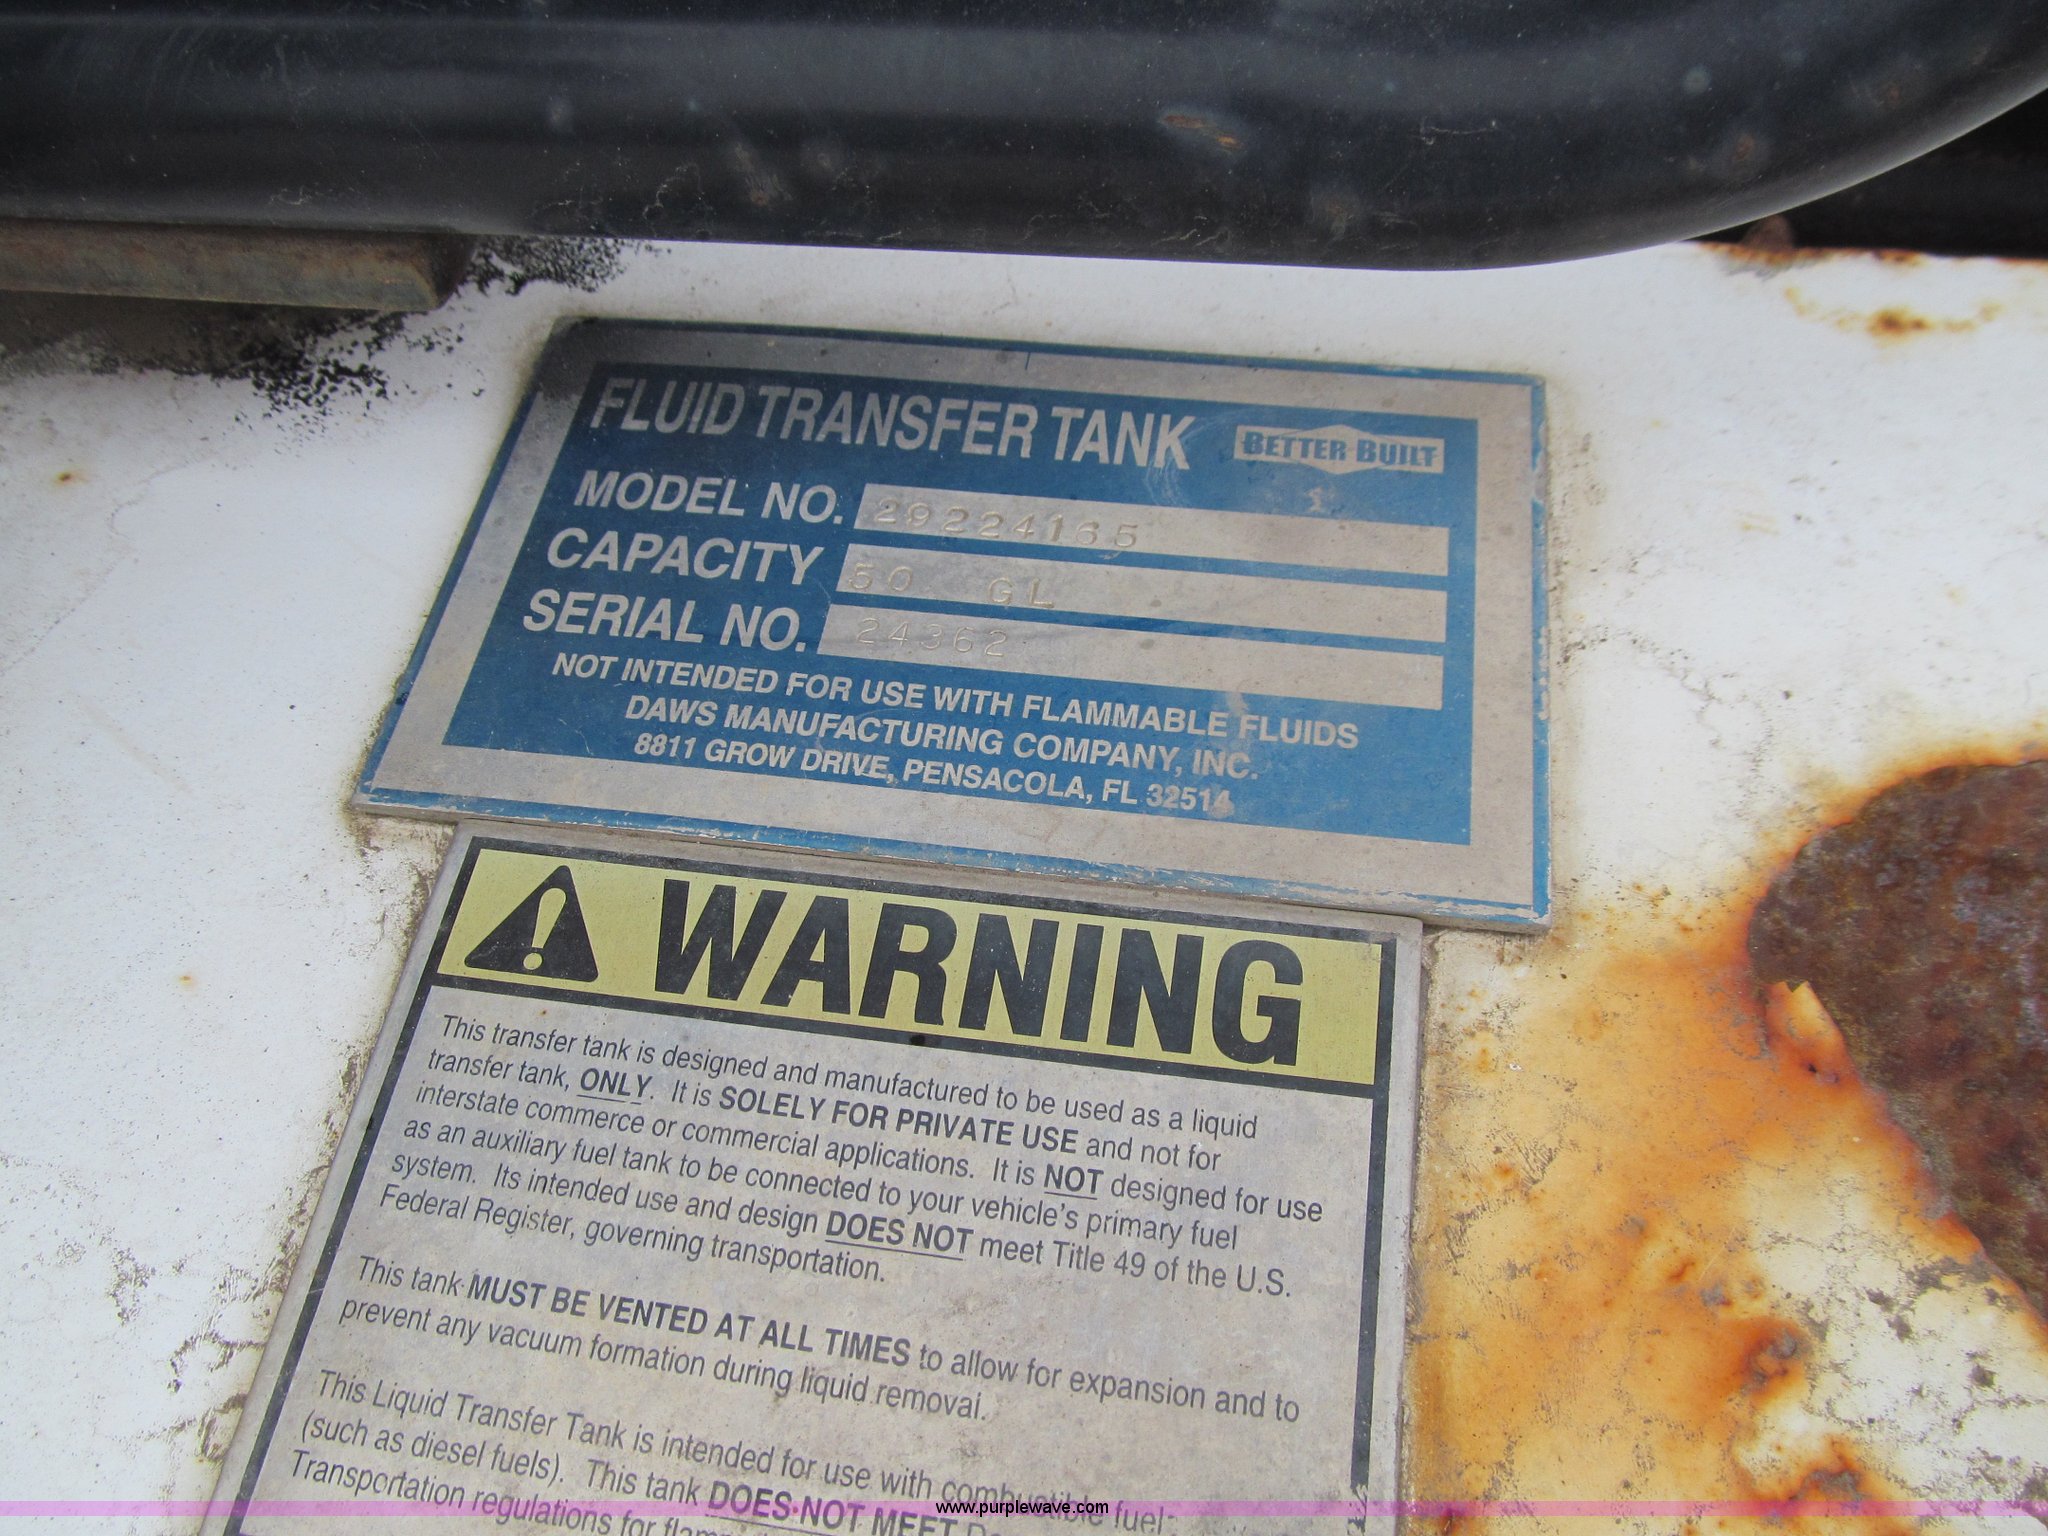 FLUID TRANSFER TANK BETTER BUILT
MODEL NO. 29224165
CAPACITY 50 GL
SERIAL NO. 24362
NOT INTENDED FOR USE WITH FLAMMABLE FLUIDS
DAWS MANUFACTURING COMPANY, INC.
8811 GROW DRIVE, PENSACOLA, FL 32514
WARNING
This transfer tank is designed and manufactured to be used as a liquid
transfer tank, ONLY. It is SOLELY FOR PRIVATE USE and not for
interstate commerce or commercial applications. It is NOT designed for use
as an auxiliary fuel tank to be connected to your vehicle's primary fuel
system. Its intended use and design DOES NOT meet Title 49 of the U.S.
Federal Register, governing transportation.
This tank MUST BE VENTED AT ALL TIMES to allow for expansion and to
prevent any vacuum formation during liquid removal.
This Liquid Transfer Tank is intended for use with combustible fuel
(such as diesel fuels). This tank DOES NOT MEET
Transportation regulations for
www.purplewave.com